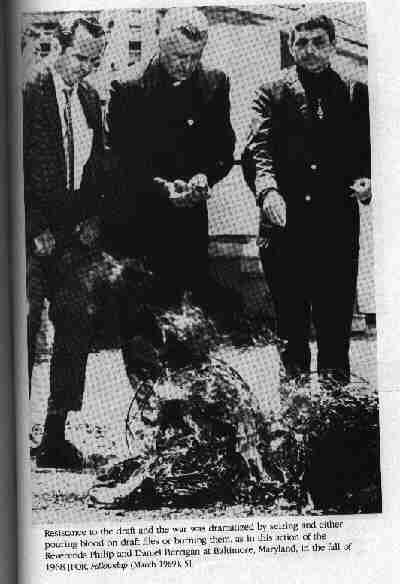 Resistance to the draft and the war was dramatized by seizing and either
pouring blood on draft files or burning them, as in this action of the
Reverends Philip and Daniel Berrigan at Baltimore, Maryland, in the fall of
1968 [FOR, Fellowship (March 1969), 5]